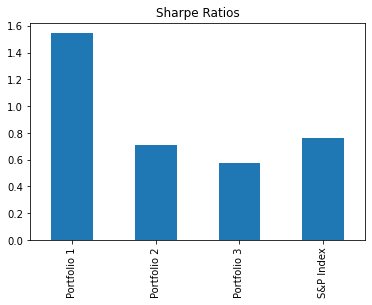 Sharpe Ratios
1.6
1.4
1.2
1.0
0.8
0.6
0.4
0.2
0.0
Portfolio 1
Portfolio 2
Portfolio 3
S&P Index